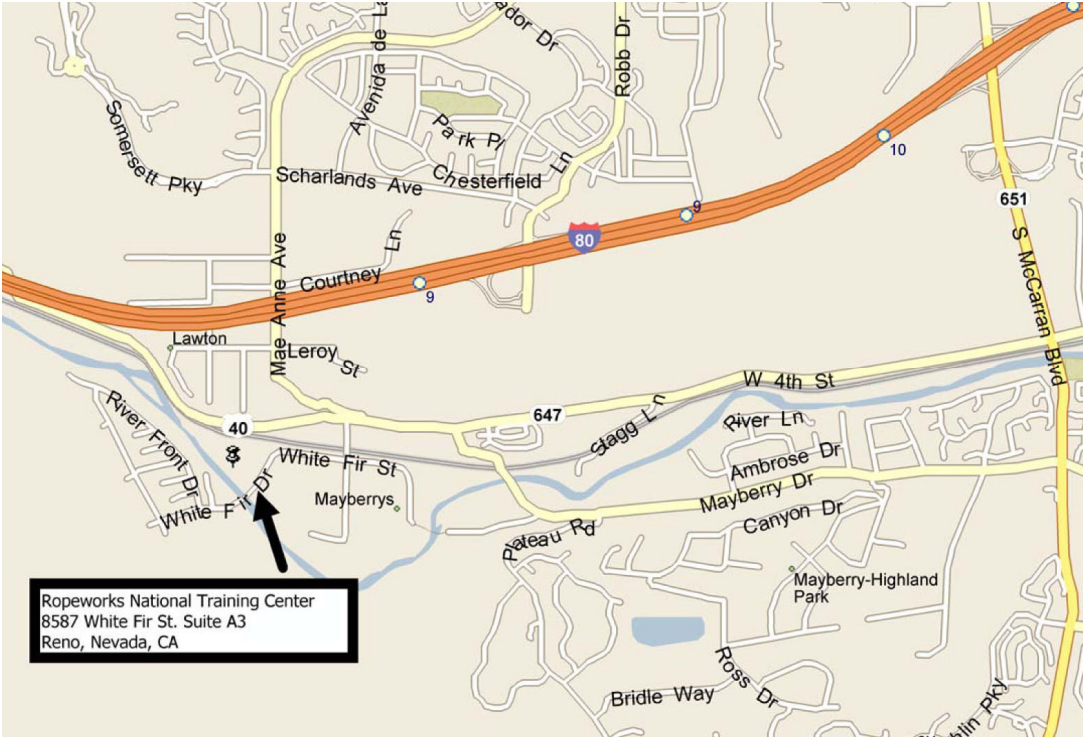 ador Dr
Robb Dr
Avenida de La
Park Pl
Somersett Pky
Scharlands Ave
Chesterfield Ln
10
9
651
80
Courtney Ln
9
Mae Anne Ave
S McCarran Blvd
Lawton
Leroy St
W 4th St
40
647
Stagg Ln
River Ln
River Front Dr
White Fir St
Ambrose Dr
White Fir Dr
Mayberrys
Mayberry Dr
Canyon Dr
Plateau Rd
Mayberry-Highland
Park
Ropeworks National Training Center
8587 White Fir St. Suite A3
Reno, Nevada, CA
Ross Dr
Bridle Way